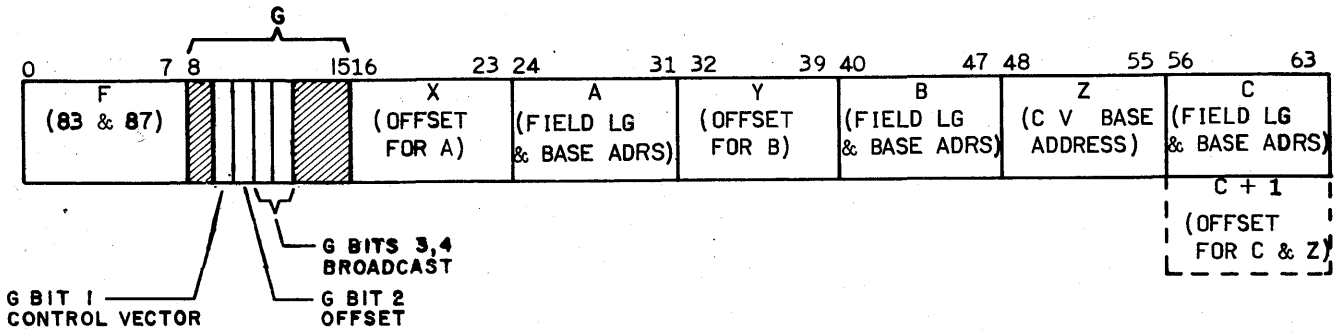 G
0 7 8 1516 23 24 31 32 39 40 47 48 55 56 63
F X A Y B Z C
(83 & 87) (OFFSET (FIELD LG (OFFSET (FIELD LG (C V BASE (FIELD LG
FOR A) & BASE ADRS) FOR B) & BASE ADRS) ADDRESS) & BASE ADRS)
C + 1
(OFFSET
FOR C & Z)
G BITS 3,4
BROADCAST
G BIT 1
CONTROL VECTOR
G BIT 2
OFFSET